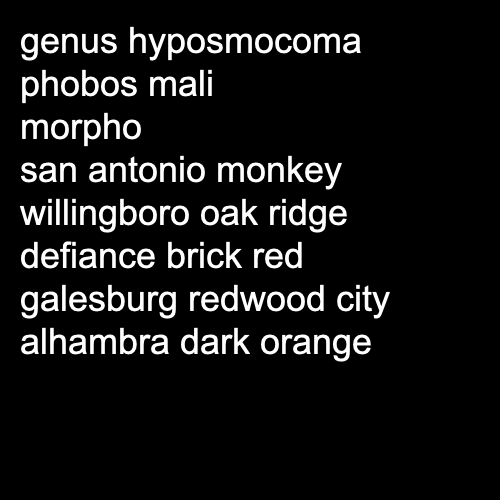 genus hyposmocoma
phobos mali
morpho
san antonio monkey
willingboro oak ridge
defiance brick red
galesburg redwood city
alhambra dark orange